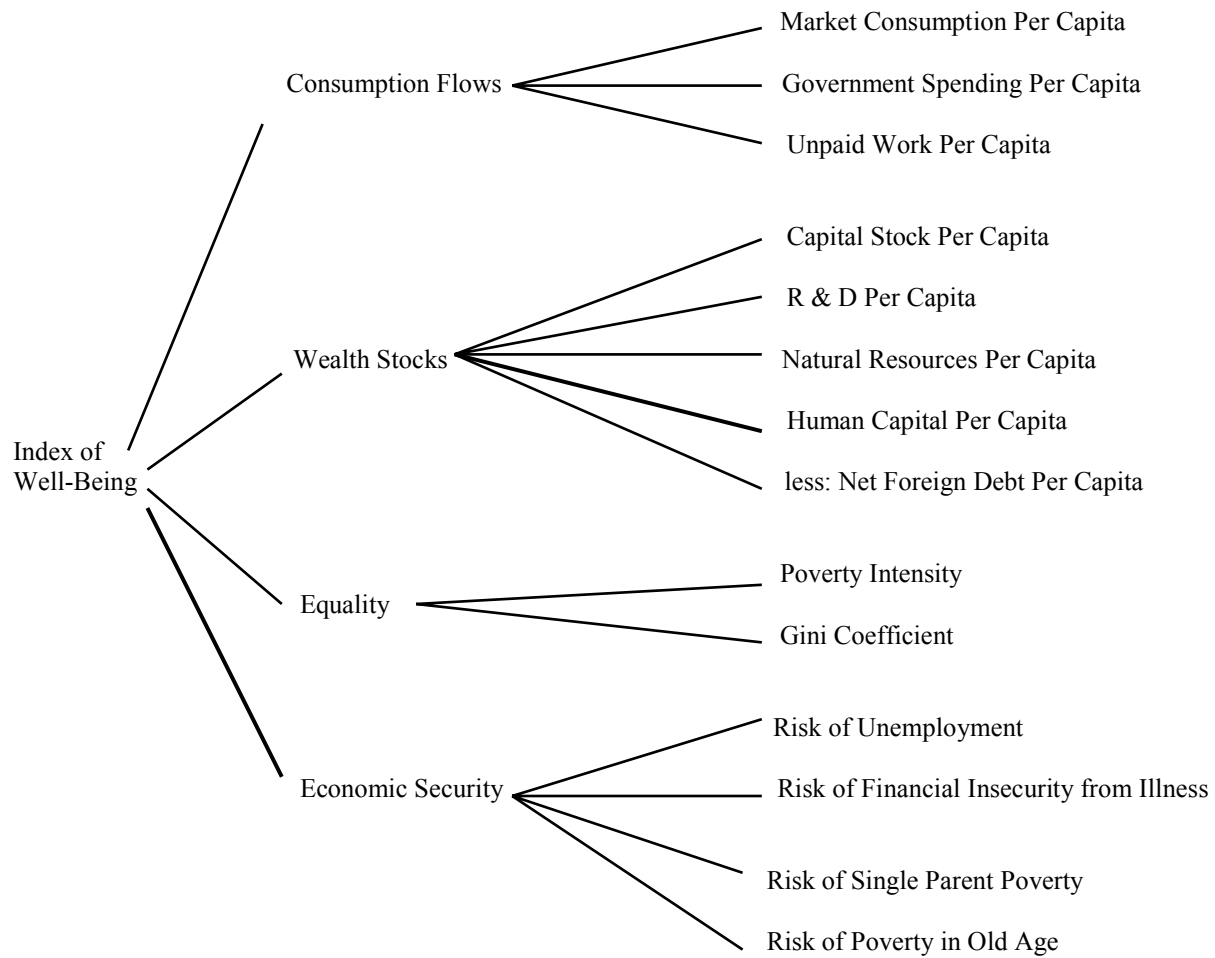 Market Consumption Per Capita
Consumption Flows
Government Spending Per Capita
Unpaid Work Per Capita
Capital Stock Per Capita
R & D Per Capita
Wealth Stocks
Natural Resources Per Capita
Human Capital Per Capita
Index of
Well-Being
less: Net Foreign Debt Per Capita
Poverty Intensity
Equality
Gini Coefficient
Risk of Unemployment
Economic Security
Risk of Financial Insecurity from Illness
Risk of Single Parent Poverty
Risk of Poverty in Old Age